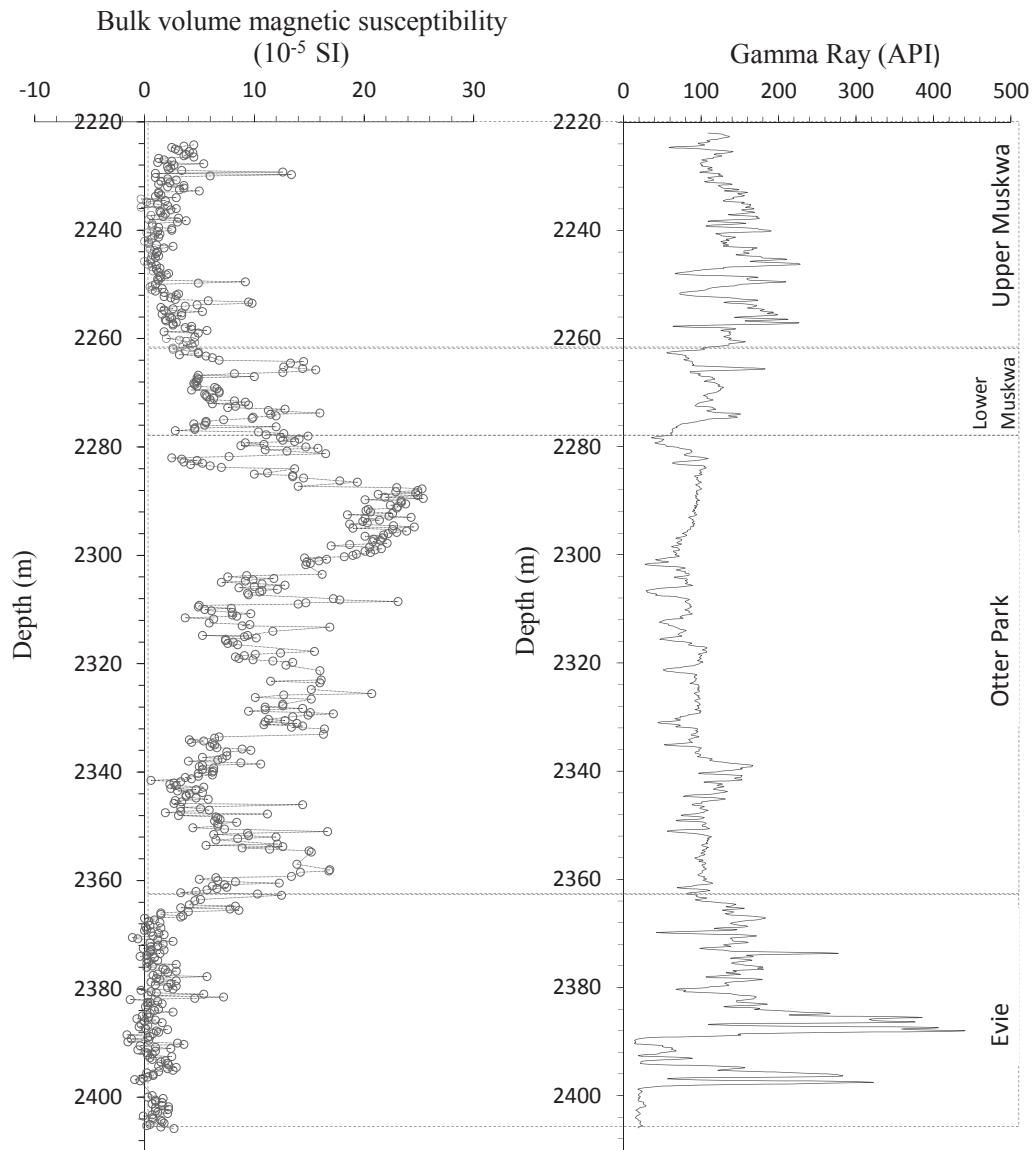 Bulk volume magnetic susceptibility
(10-5 SI)
-10 0 10 20 30
Depth (m)
2220
2240
2260
2280
2300
2320
2340
2360
2380
2400
Gamma Ray (API)
0 100 200 300 400 500
Depth (m)
2220
2240
2260
2280
2300
2320
2340
2360
2380
2400
Upper Muskwa
Lower
Muskwa
Otter Park
Evie